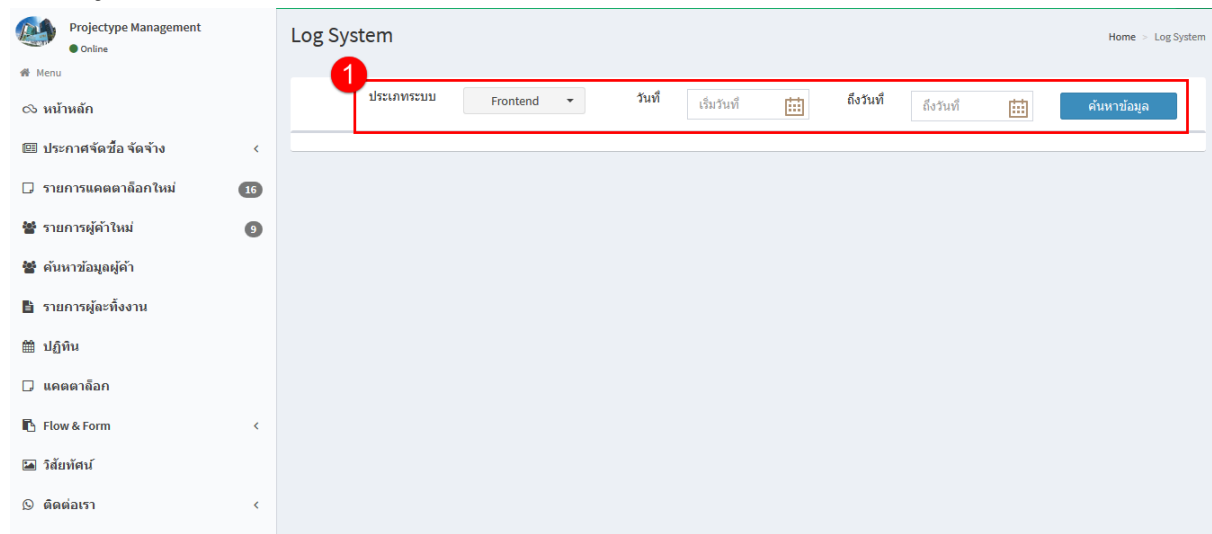 Projectype Management
Online
Menu
หน้าหลัก
ประกาศจัดซื้อ จัดจ้าง
รายการแคตตาล็อกใหม่ 16
รายการผู้ค้าใหม่ 9
ค้นหาข้อมูลผู้ค้า
รายการผู้ละทิ้งงาน
ปฏิทิน
แคตตาล็อก
Flow & Form
วิสัยทัศน์
ติดต่อเรา
Log System
Home > Log System
1
ประเภทระบบ Frontend วันที่ เริ่มวันที่ ถึงวันที่ ถึงวันที่ ค้นหาข้อมูล